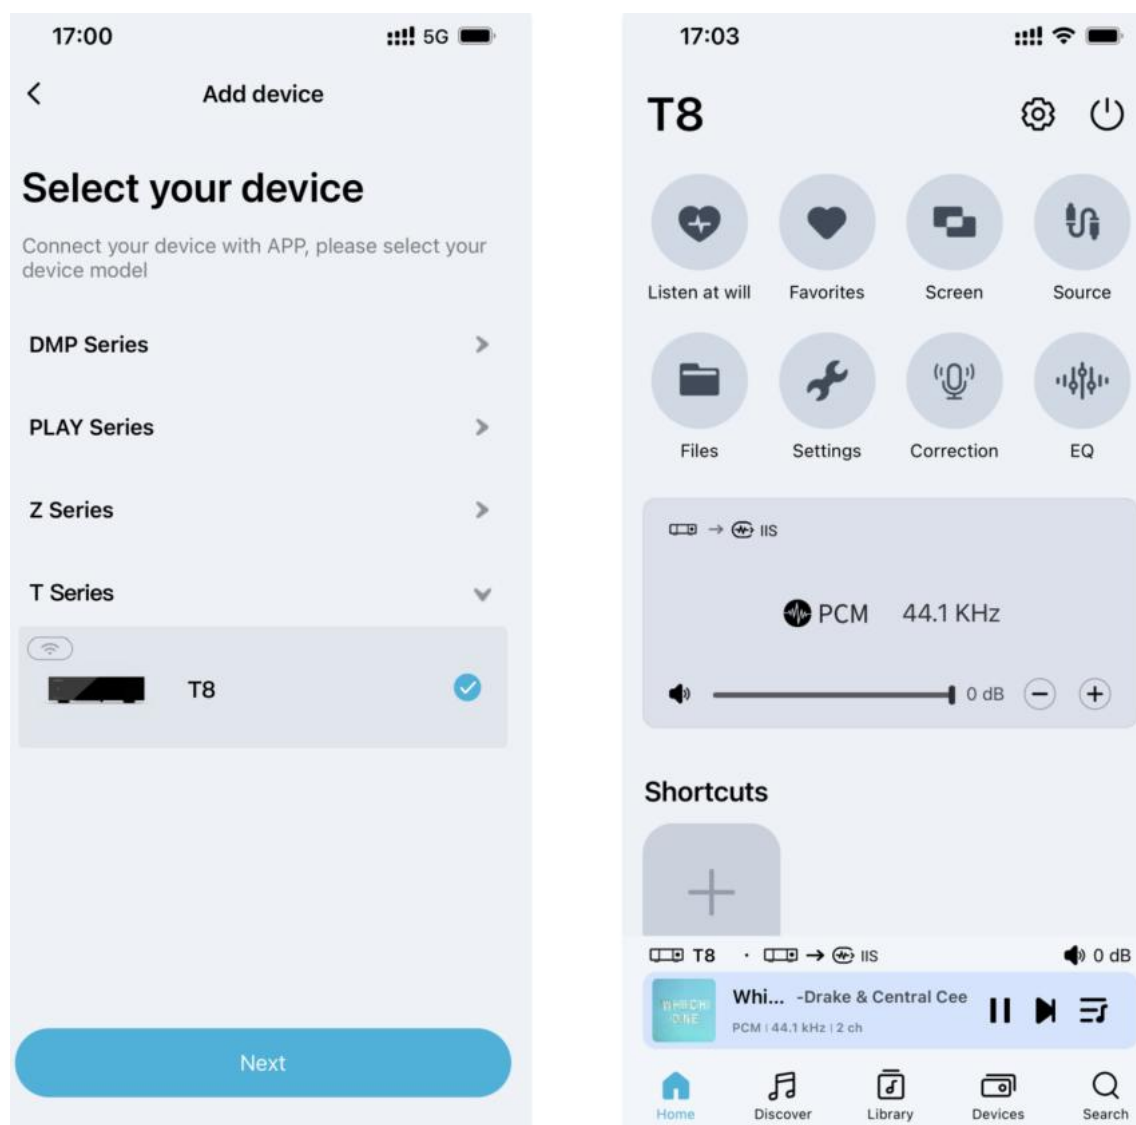 17:00
5G
Add device
Select your device
Connect your device with APP, please select your
device model
DMP Series
PLAY Series
Z Series
T Series
T8
Next
17:03
T8
Listen at will
Favorites
Screen
Source
Files
Settings
Correction
EQ
IIS
PCM 44.1 KHz
0 dB
Shortcuts
T8 · IIS 0 dB
WHICH
ONE
Whi... -Drake & Central Cee
PCM | 44.1 kHz | 2 ch
Home
Discover
Library
Devices
Search